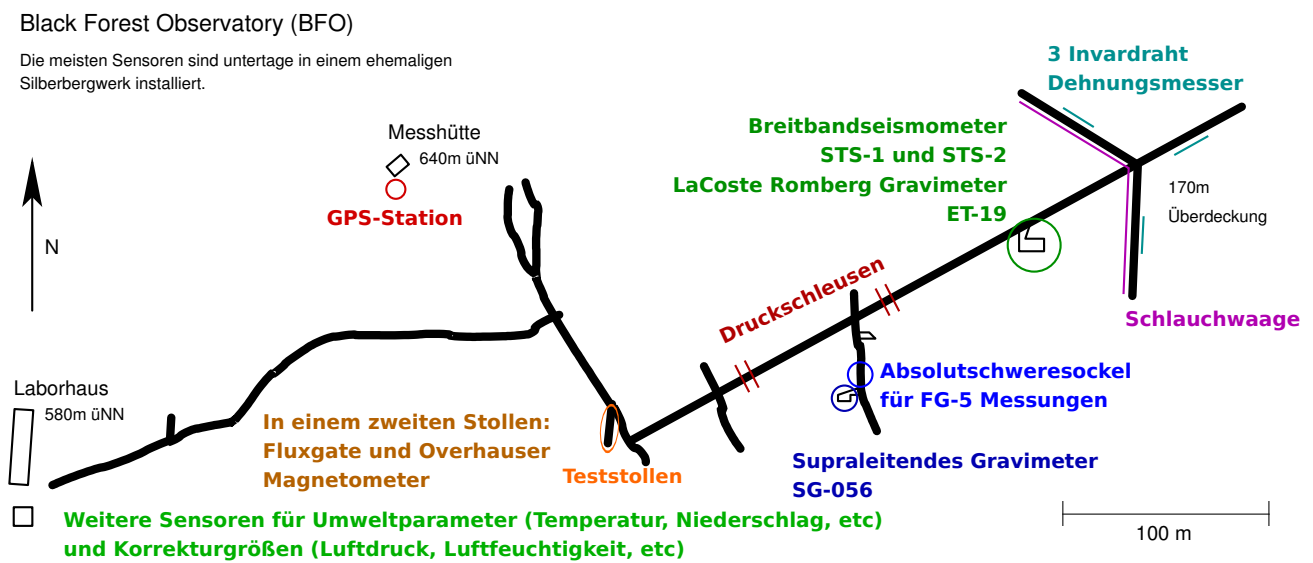 Black Forest Observatory (BFO)
Die meisten Sensoren sind untertage in einem ehemaligen
Silberbergwerk installiert.
3 Invardraht
Dehnungsmesser
Messhütte
640m üNN
GPS-Station
Breitbandseismometer
STS-1 und STS-2
LaCoste Romberg Gravimeter
ET-19
170m
Überdeckung
N
Druckschleusen
Schlauchwaage
Laborhaus
580m üNN
Absolutschweresockel
für FG-5 Messungen
In einem zweiten Stollen:
Fluxgate und Overhauser
Magnetometer
Teststollen
Supraleitendes Gravimeter
SG-056
Weitere Sensoren für Umweltparameter (Temperatur, Niederschlag, etc)
und Korrekturgrößen (Luftdruck, Luftfeuchtigkeit, etc)
100 m